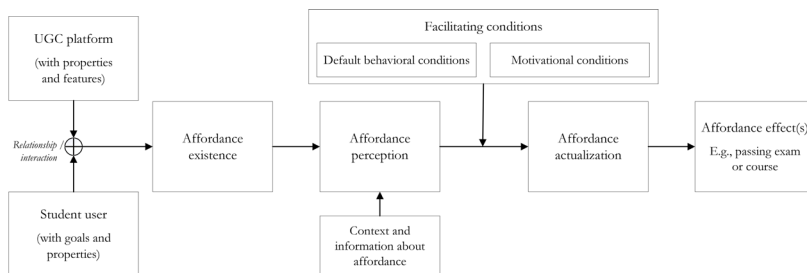 UGC platform
(with properties
and features)
Relationship /
interaction
Student user
(with goals and
properties)
Affordance
existence
Affordance
perception
Context and
information about
affordance
Facilitating conditions
Default behavioral conditions
Motivational conditions
Affordance
actualization
Affordance effect(s)
E.g., passing exam
or course